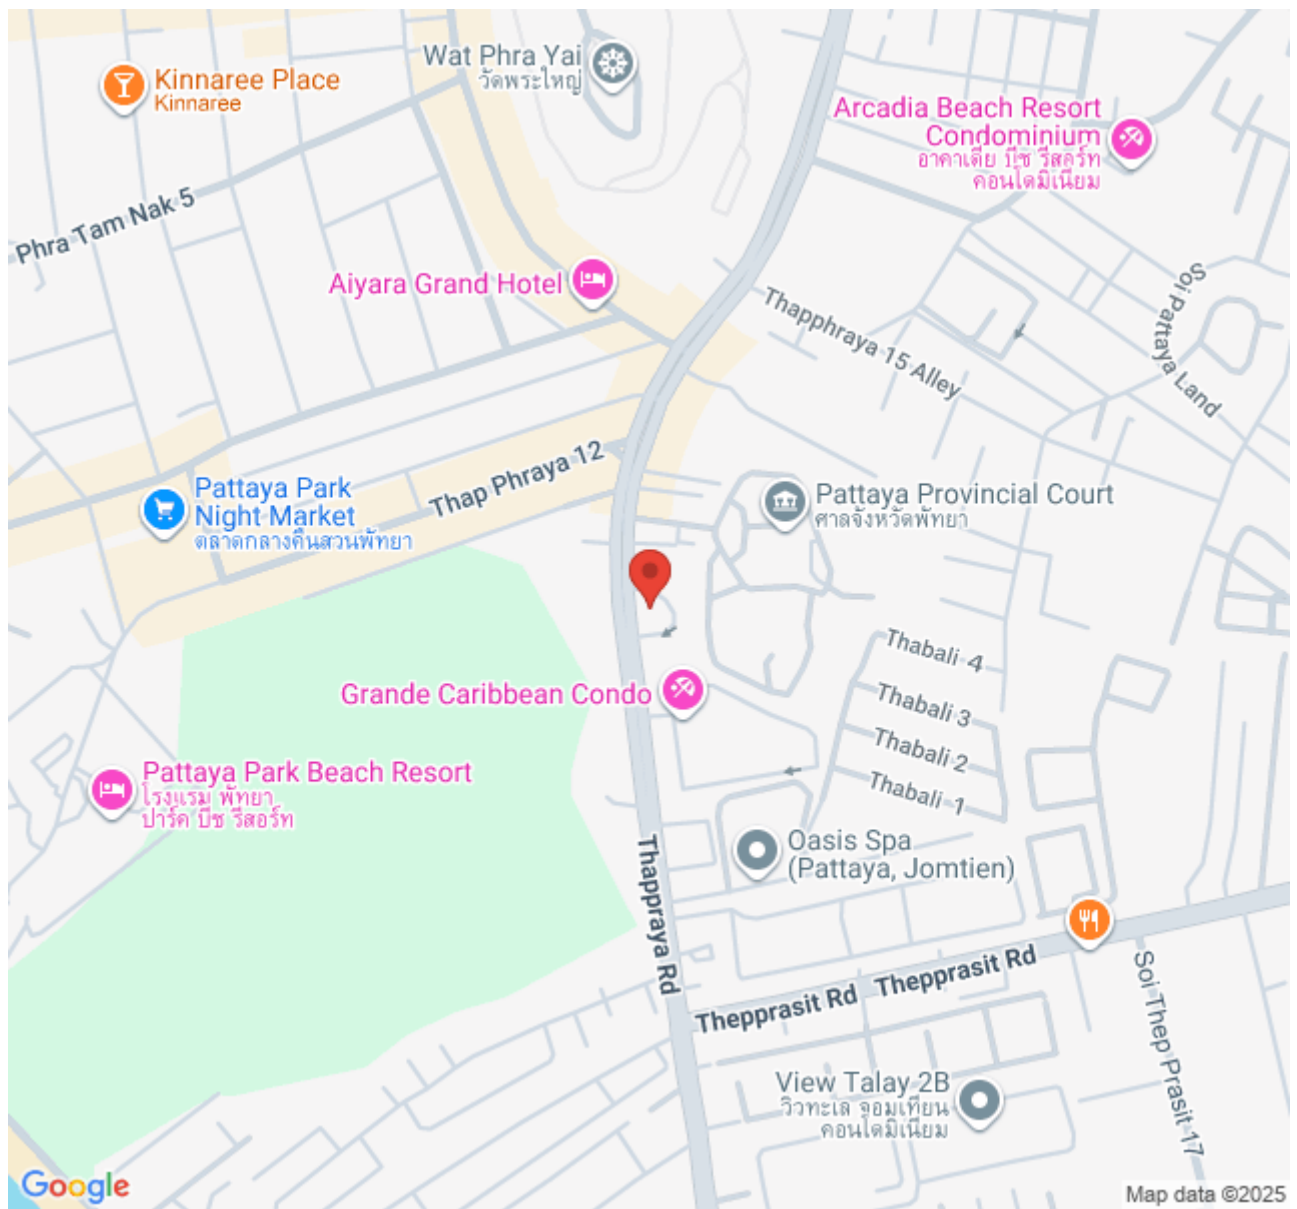 Wat Phra Yai
วัดพระใหญ่
Kinnaree Place
Kinnaree
Arcadia Beach Resort
Condominium
อาคาเดีย บีช รีสอร์ท
คอนโดมิเนียม
Phra Tam Nak 5
Aiyara Grand Hotel
Soi Pattaya Land
Thapphraya 15 Alley
Thap Phraya 12
Pattaya Park
Night Market
ตลาดกลางคืนสวนพัทยา
Pattaya Provincial Court
ศาลจังหวัดพัทยา
Thabali 4
Grande Caribbean Condo
Thabali 3
Thabali 2
Thabali 1
Pattaya Park Beach Resort
โรงแรม พัทยา
ปาร์ค บีช รีสอร์ท
Oasis Spa
(Pattaya, Jomtien)
Thappraya Rd
Thepprasit Rd
Thepprasit Rd
Soi Thep Prasit 17
View Talay 2B
วิวทะเล จอมเทียน
คอนโดมิเนียม
Google
Map data ©2025